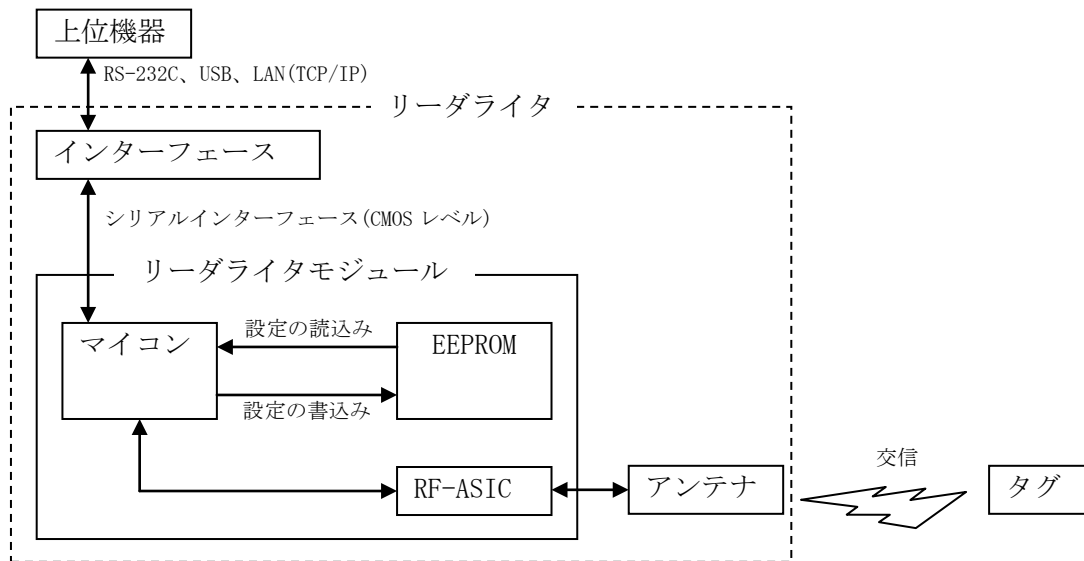 上位機器
RS-232C、USB、LAN(TCP/IP)
リーダライタ
インターフェース
シリアルインターフェース(CMOS レベル)
リーダライタモジュール
マイコン
設定の読込み
EEPROM
設定の書込み
RF-ASIC
アンテナ
交信
タグ